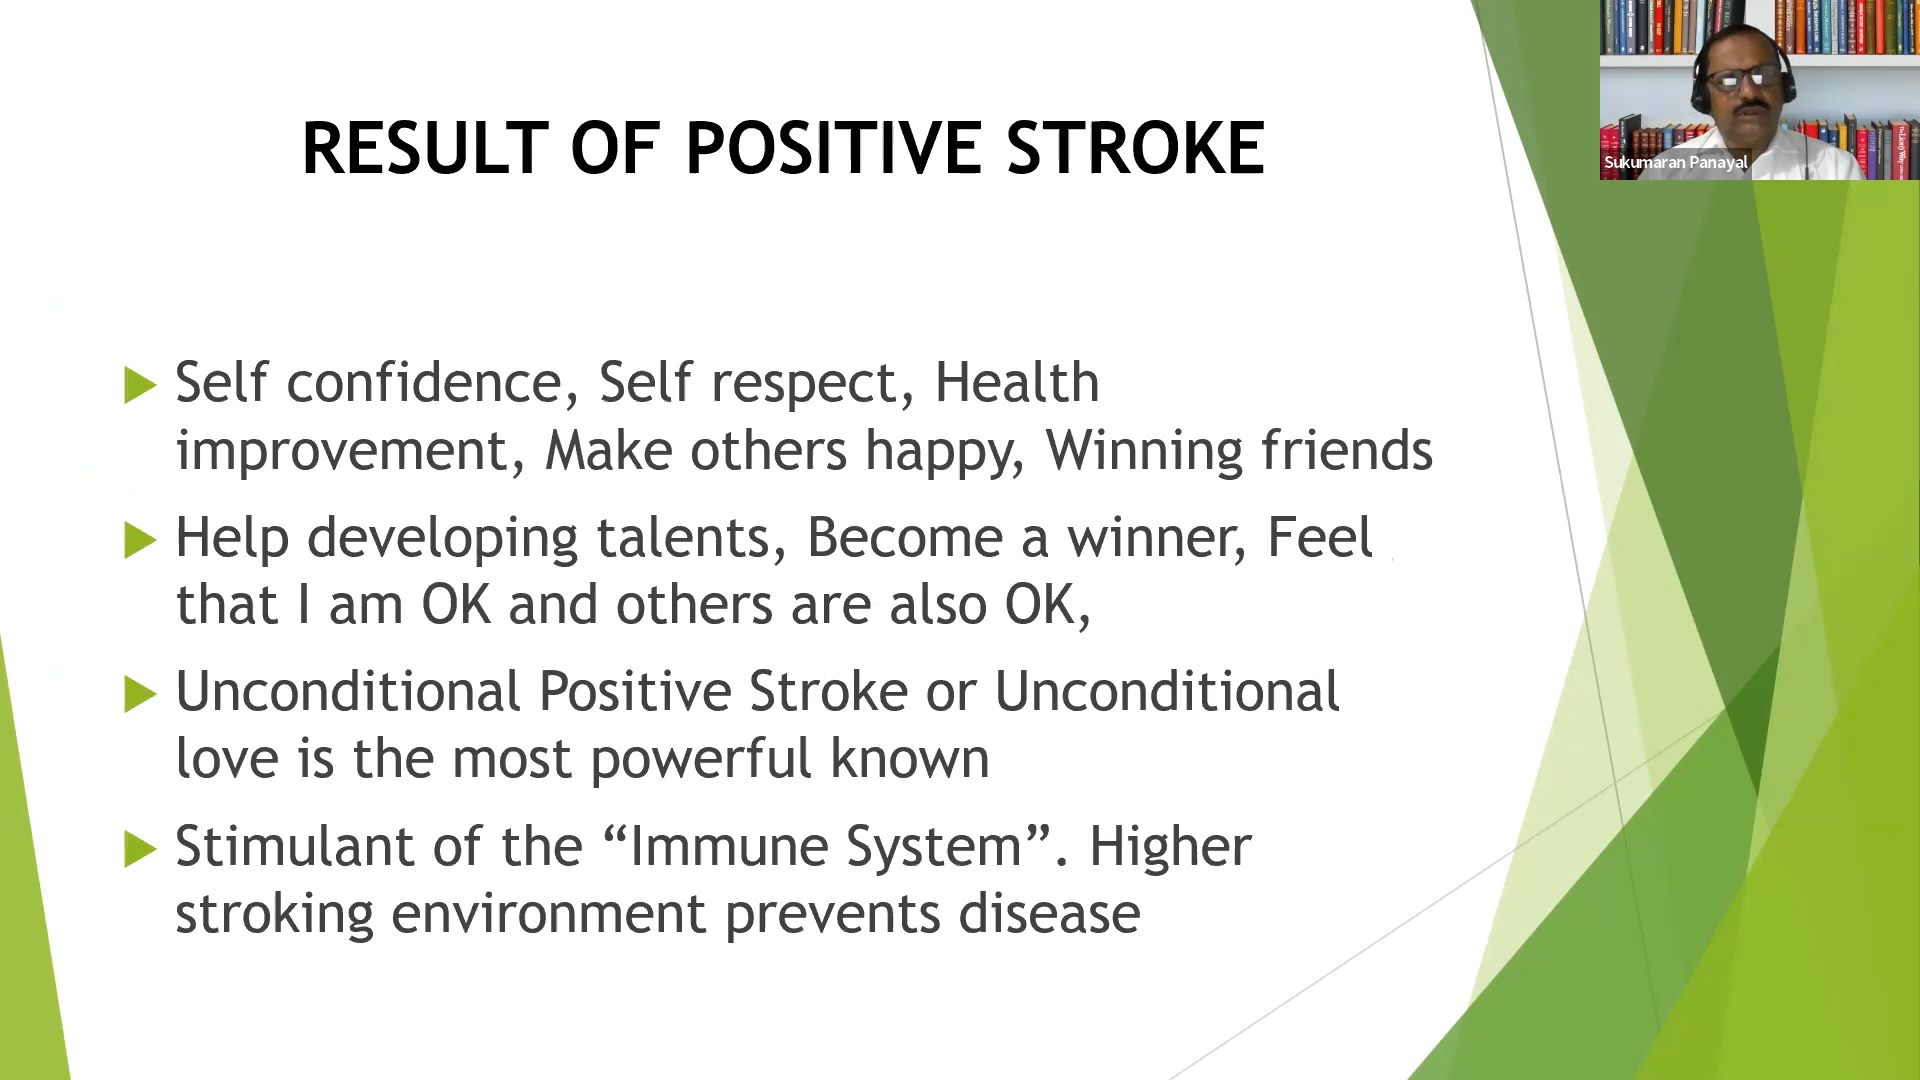 RESULT OF POSITIVE STROKE
Sukumaran Panayal
Self confidence, Self respect, Health
improvement, Make others happy, Winning friends
Help developing talents, Become a winner, Feel
that I am OK and others are also OK,
Unconditional Positive Stroke or Unconditional
love is the most powerful known
Stimulant of the “Immune System”. Higher
stroking environment prevents disease